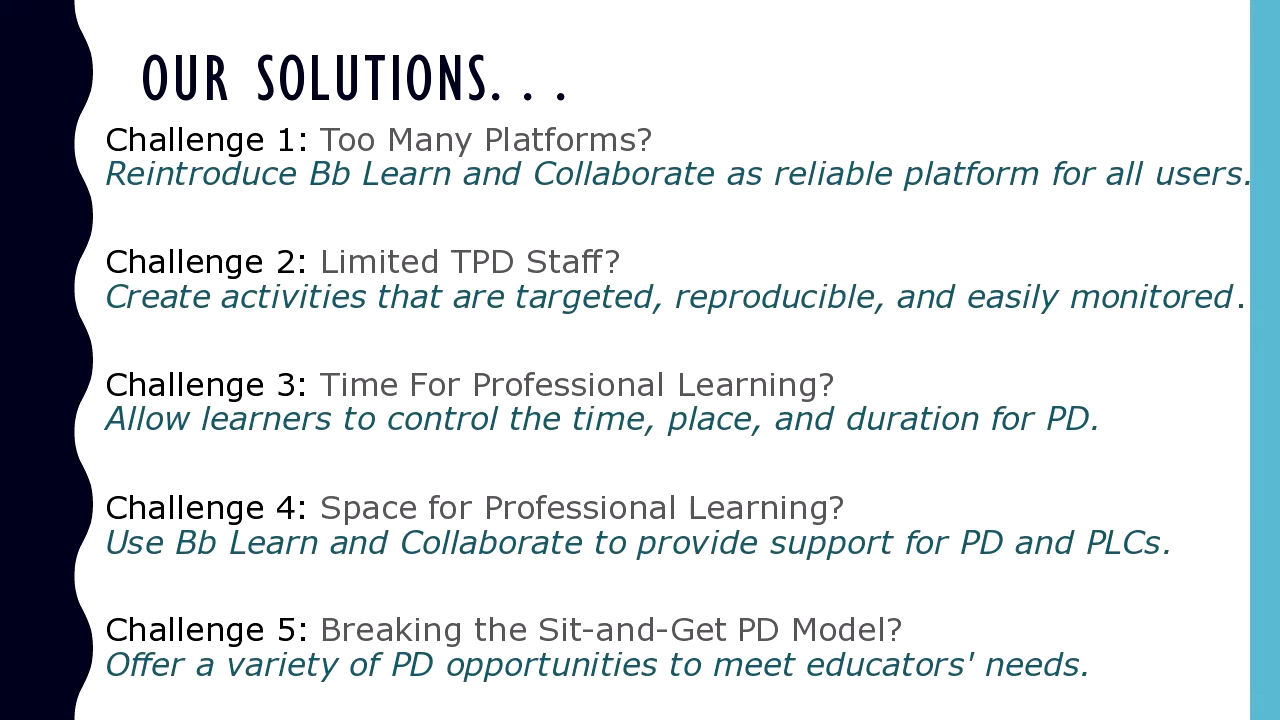 OUR SOLUTIONS. . .
Challenge 1: Too Many Platforms?
Reintroduce Bb Learn and Collaborate as reliable platform for all users.
Challenge 2: Limited TPD Staff?
Create activities that are targeted, reproducible, and easily monitored.
Challenge 3: Time For Professional Learning?
Allow learners to control the time, place, and duration for PD.
Challenge 4: Space for Professional Learning?
Use Bb Learn and Collaborate to provide support for PD and PLCs.
Challenge 5: Breaking the Sit-and-Get PD Model?
Offer a variety of PD opportunities to meet educators' needs.